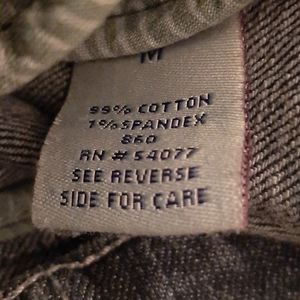 M
99% COTTON
1% SPANDEX
860
RN # 54077
SEE REVERSE
SIDE FOR CARE